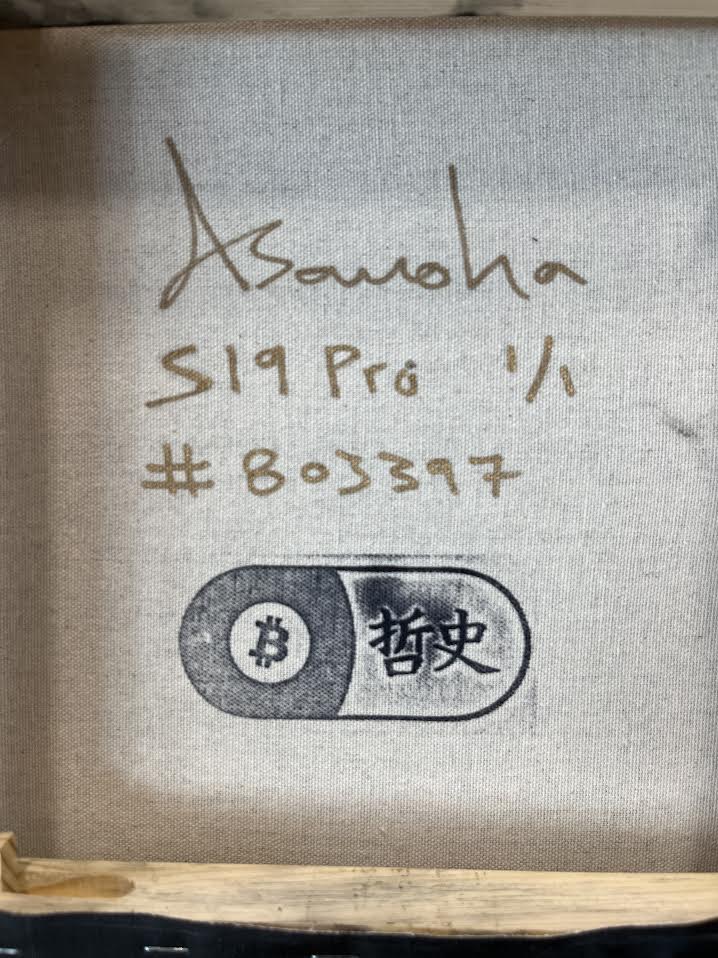 Asanoha
S19 Pro 1/1
# 803397
₿ 哲史